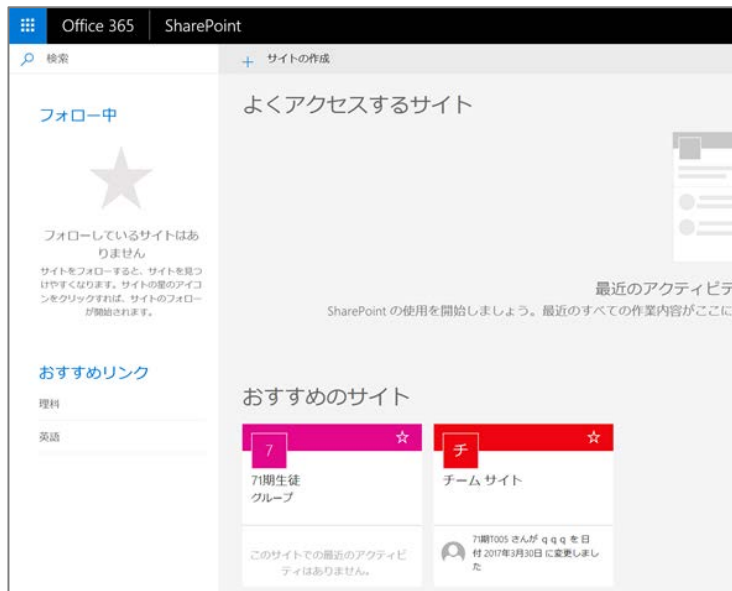 Office 365 SharePoint
検索
+ サイトの作成
フォロー中
フォローしているサイトはあ
りません
サイトをフォローすると、サイトを見つ
けやすくなります。サイトの星のアイコ
ンをクリックすれば、サイトのフォロー
が開始されます。
おすすめリンク
理科
英語
よくアクセスするサイト
最近のアクティビテ
SharePoint の使用を開始しましょう。最近のすべての作業内容がここに
おすすめのサイト
7
71期生徒
グループ
このサイトでの最近のアクティビ
ティはありません。
チ
チーム サイト
71期T005 さんが q q q を 日
付 2017年3月30日 に変更しまし
た